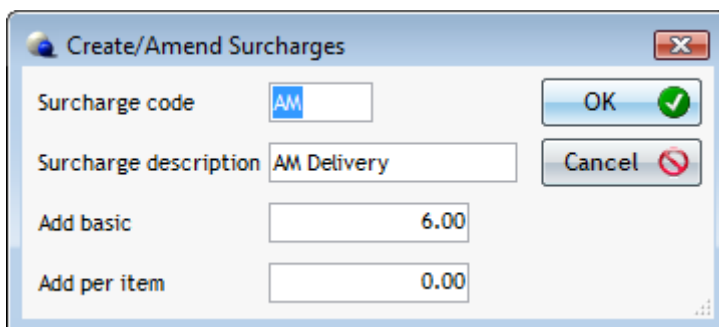 Create/Amend Surcharges
Surcharge code AM OK
Surcharge description AM Delivery Cancel
Add basic 6.00
Add per item 0.00